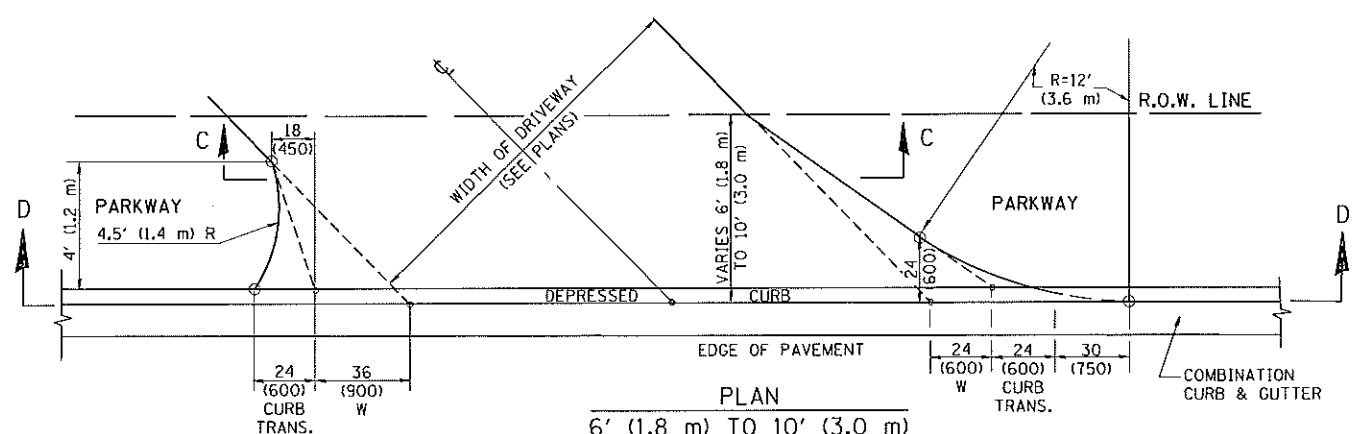 ℄
R=12'
(3.6 m)
R.O.W. LINE
C
18
(450)
WIDTH OF DRIVEWAY
(SEE PLANS)
C
4' (1.2 m)
PARKWAY
4.5' (1.4 m) R
VARIES 6' (1.8 m)
TO 10' (3.0 m)
PARKWAY
D
D
24
(600)
DEPRESSED CURB
EDGE OF PAVEMENT
24
(600)
CURB
TRANS.
36
(900)
W
24
(600)
W
24
(600)
CURB
TRANS.
30
(750)
COMBINATION
CURB & GUTTER
PLAN
6' (1.8 m) TO 10' (3.0 m)